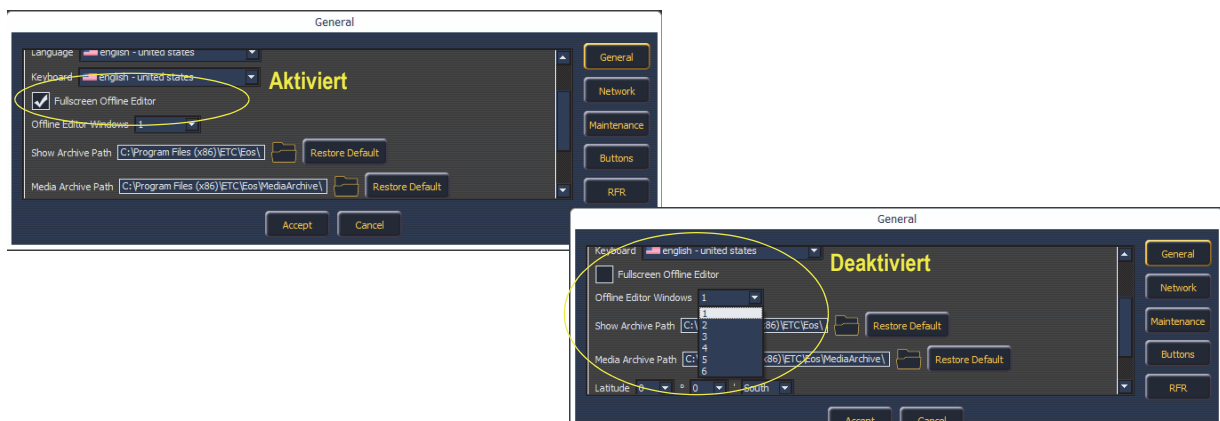 General
Language english - united states
General
Keyboard english - united states
Aktiviert
Network
Fullscreen Offline Editor
Offline Editor Windows 1
Maintenance
Show Archive Path C:\Program Files (x86)\ETC\Eos\ Restore Default
Buttons
Media Archive Path C:\Program Files (x86)\ETC\Eos\MediaArchive\ Restore Default
RFR
Accept Cancel
General
Keyboard english - united states
Deaktiviert
General
Fullscreen Offline Editor
Network
Offline Editor Windows 1
1
2
3
4
5
6
Show Archive Path C:\ x86)\ETC\Eos\ Restore Default
Maintenance
Media Archive Path C:\ x86)\ETC\Eos\MediaArchive\ Restore Default
Buttons
Latitude 0 ° 0 ' South
RFR
Accept Cancel